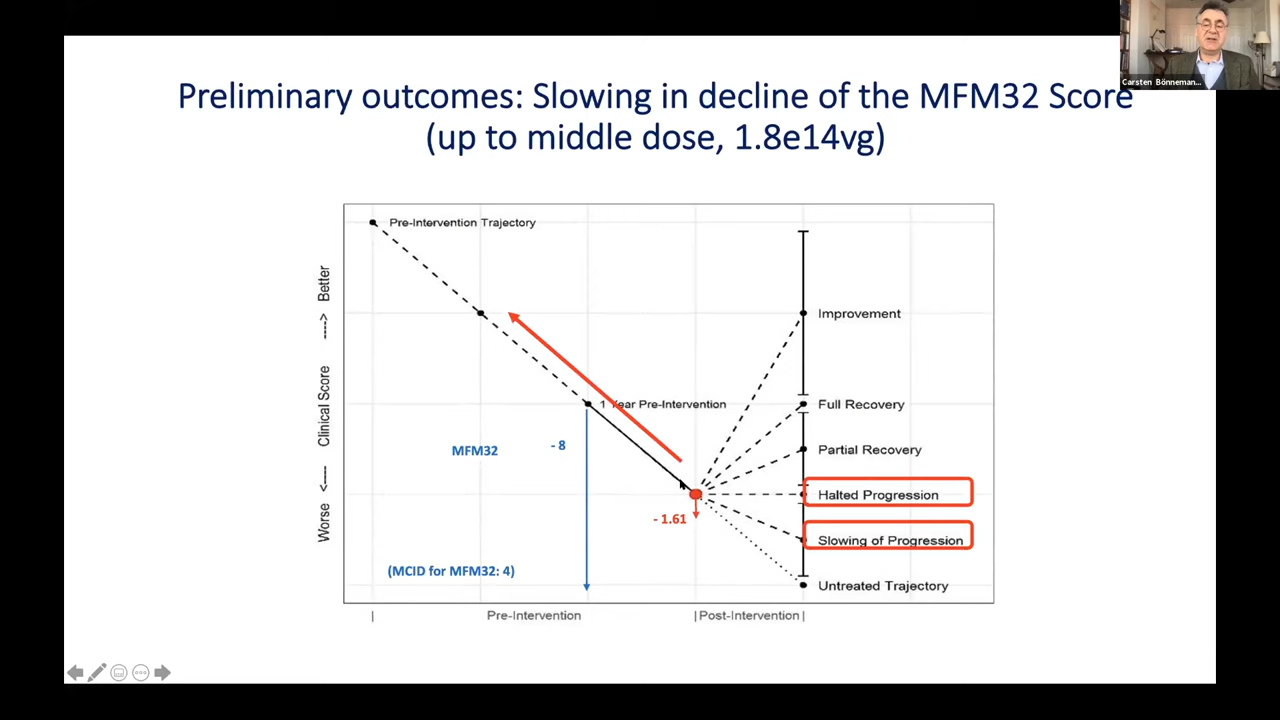 Carsten Bönneman...
Preliminary outcomes: Slowing in decline of the MFM32 Score
(up to middle dose, 1.8e14vg)
Worse <---- Clinical Score ----> Better
Pre-Intervention Trajectory
1 Year Pre-Intervention
MFM32
- 8
- 1.61
(MCID for MFM32: 4)
Improvement
Full Recovery
Partial Recovery
Halted Progression
Slowing of Progression
Untreated Trajectory
| Pre-Intervention |Post-Intervention|